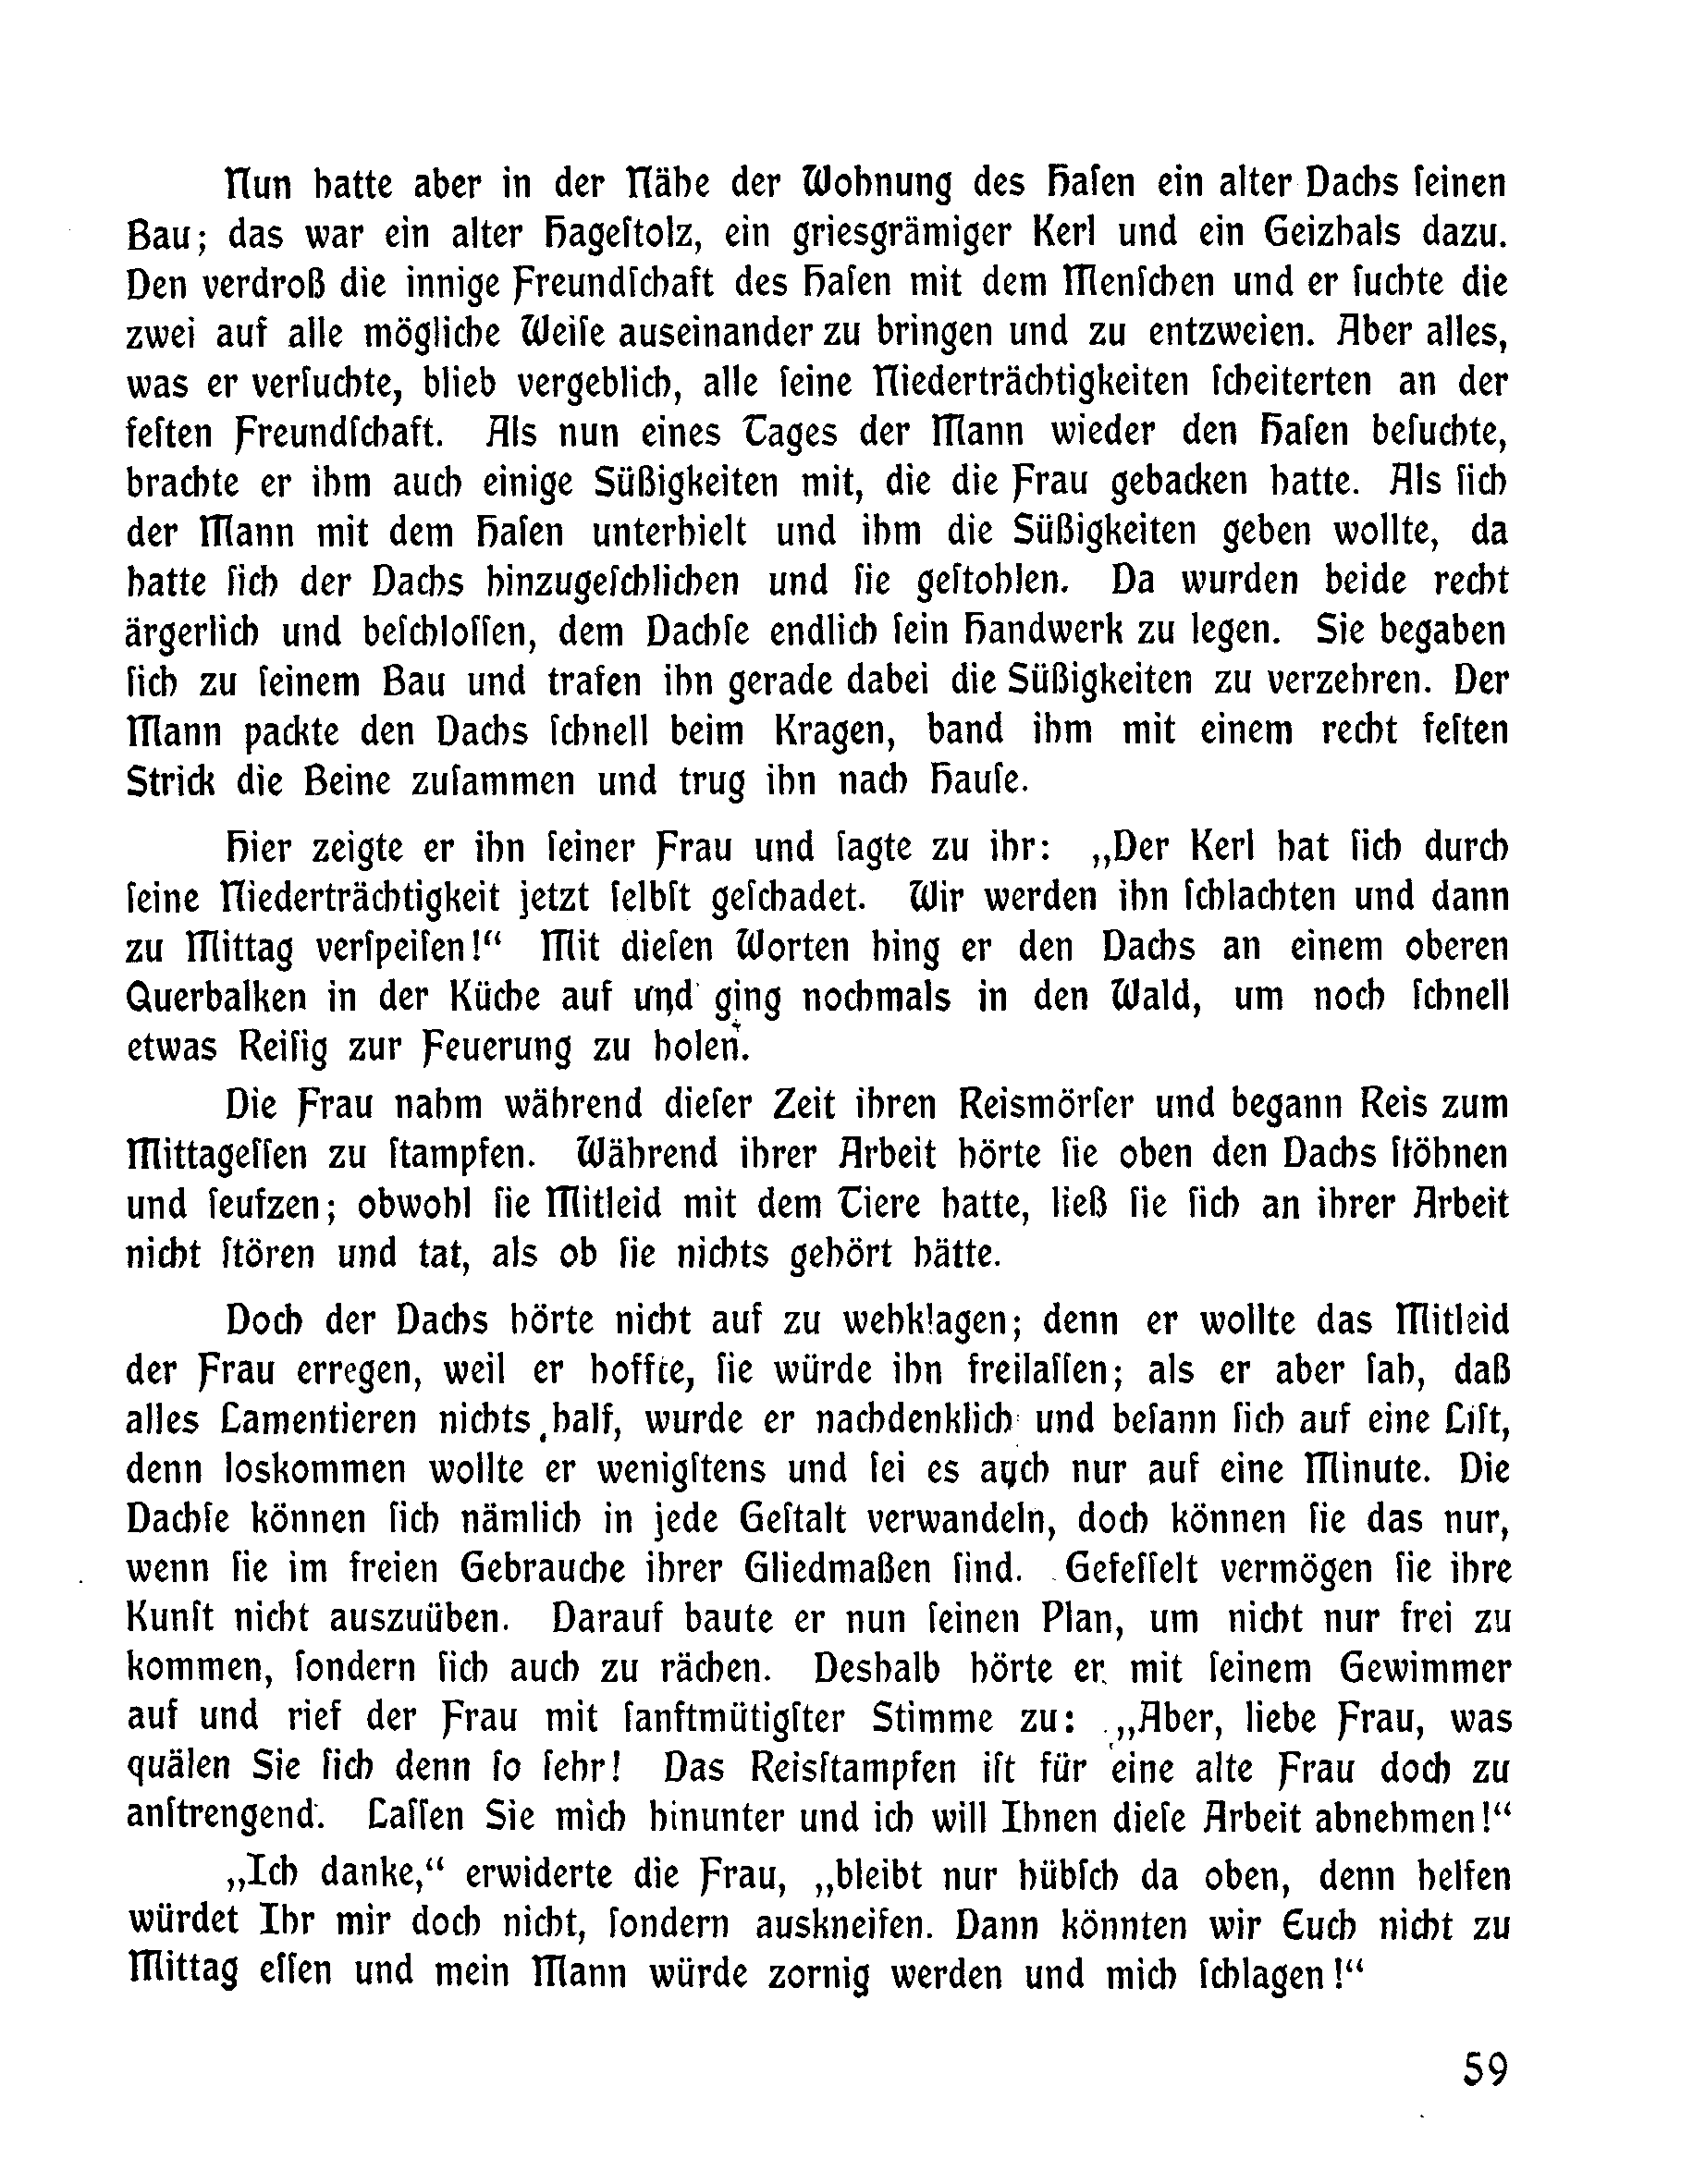 Nun hatte aber in der Nähe der Wohnung des Haſen ein alter Dachs ſeinen
Bau; das war ein alter Hageſtolz, ein griesgrämiger Kerl und ein Geizhals dazu.
Den verdroß die innige Freundſchaft des Haſen mit dem Menſchen und er ſuchte die
zwei auf alle mögliche Weiſe auseinander zu bringen und zu entzweien. Aber alles,
was er verſuchte, blieb vergeblich, alle ſeine Niederträchtigkeiten ſcheiterten an der
feſten Freundſchaft. Als nun eines Tages der Mann wieder den Haſen beſuchte,
brachte er ihm auch einige Süßigkeiten mit, die die Frau gebacken hatte. Als ſich
der Mann mit dem Haſen unterhielt und ihm die Süßigkeiten geben wollte, da
hatte ſich der Dachs hinzugeſchlichen und ſie geſtohlen. Da wurden beide recht
ärgerlich und beſchloſſen, dem Dachſe endlich ſein Handwerk zu legen. Sie begaben
ſich zu ſeinem Bau und trafen ihn gerade dabei die Süßigkeiten zu verzehren. Der
Mann packte den Dachs ſchnell beim Kragen, band ihm mit einem recht feſten
Strick die Beine zuſammen und trug ihn nach Hauſe.
Hier zeigte er ihn ſeiner Frau und ſagte zu ihr: „Der Kerl hat ſich durch
ſeine Niederträchtigkeit jetzt ſelbſt geſchadet. Wir werden ihn ſchlachten und dann
zu Mittag verſpeiſen!“ Mit dieſen Worten hing er den Dachs an einem oberen
Querbalken in der Küche auf und ging nochmals in den Wald, um noch ſchnell
etwas Reiſig zur Feuerung zu holen.
Die Frau nahm während dieſer Zeit ihren Reismörſer und begann Reis zum
Mittageſſen zu ſtampfen. Während ihrer Arbeit hörte ſie oben den Dachs ſtöhnen
und ſeufzen; obwohl ſie Mitleid mit dem Tiere hatte, ließ ſie ſich an ihrer Arbeit
nicht ſtören und tat, als ob ſie nichts gehört hätte.
Doch der Dachs hörte nicht auf zu wehklagen; denn er wollte das Mitleid
der Frau erregen, weil er hoffte, ſie würde ihn freilaſſen; als er aber ſah, daß
alles Lamentieren nichts half, wurde er nachdenklich und beſann ſich auf eine Liſt,
denn loskommen wollte er wenigſtens und ſei es auch nur auf eine Minute. Die
Dachſe können ſich nämlich in jede Geſtalt verwandeln, doch können ſie das nur,
wenn ſie im freien Gebrauche ihrer Gliedmaßen ſind. Gefeſſelt vermögen ſie ihre
Kunſt nicht auszuüben. Darauf baute er nun ſeinen Plan, um nicht nur frei zu
kommen, ſondern ſich auch zu rächen. Deshalb hörte er mit ſeinem Gewimmer
auf und rief der Frau mit ſanftmütigſter Stimme zu: „Aber, liebe Frau, was
quälen Sie ſich denn ſo ſehr! Das Reisſtampfen iſt für eine alte Frau doch zu
anſtrengend. Laſſen Sie mich hinunter und ich will Ihnen dieſe Arbeit abnehmen!“
„Ich danke,“ erwiderte die Frau, „bleibt nur hübſch da oben, denn helfen
würdet Ihr mir doch nicht, ſondern auskneifen. Dann könnten wir Euch nicht zu
Mittag eſſen und mein Mann würde zornig werden und mich ſchlagen!“
59